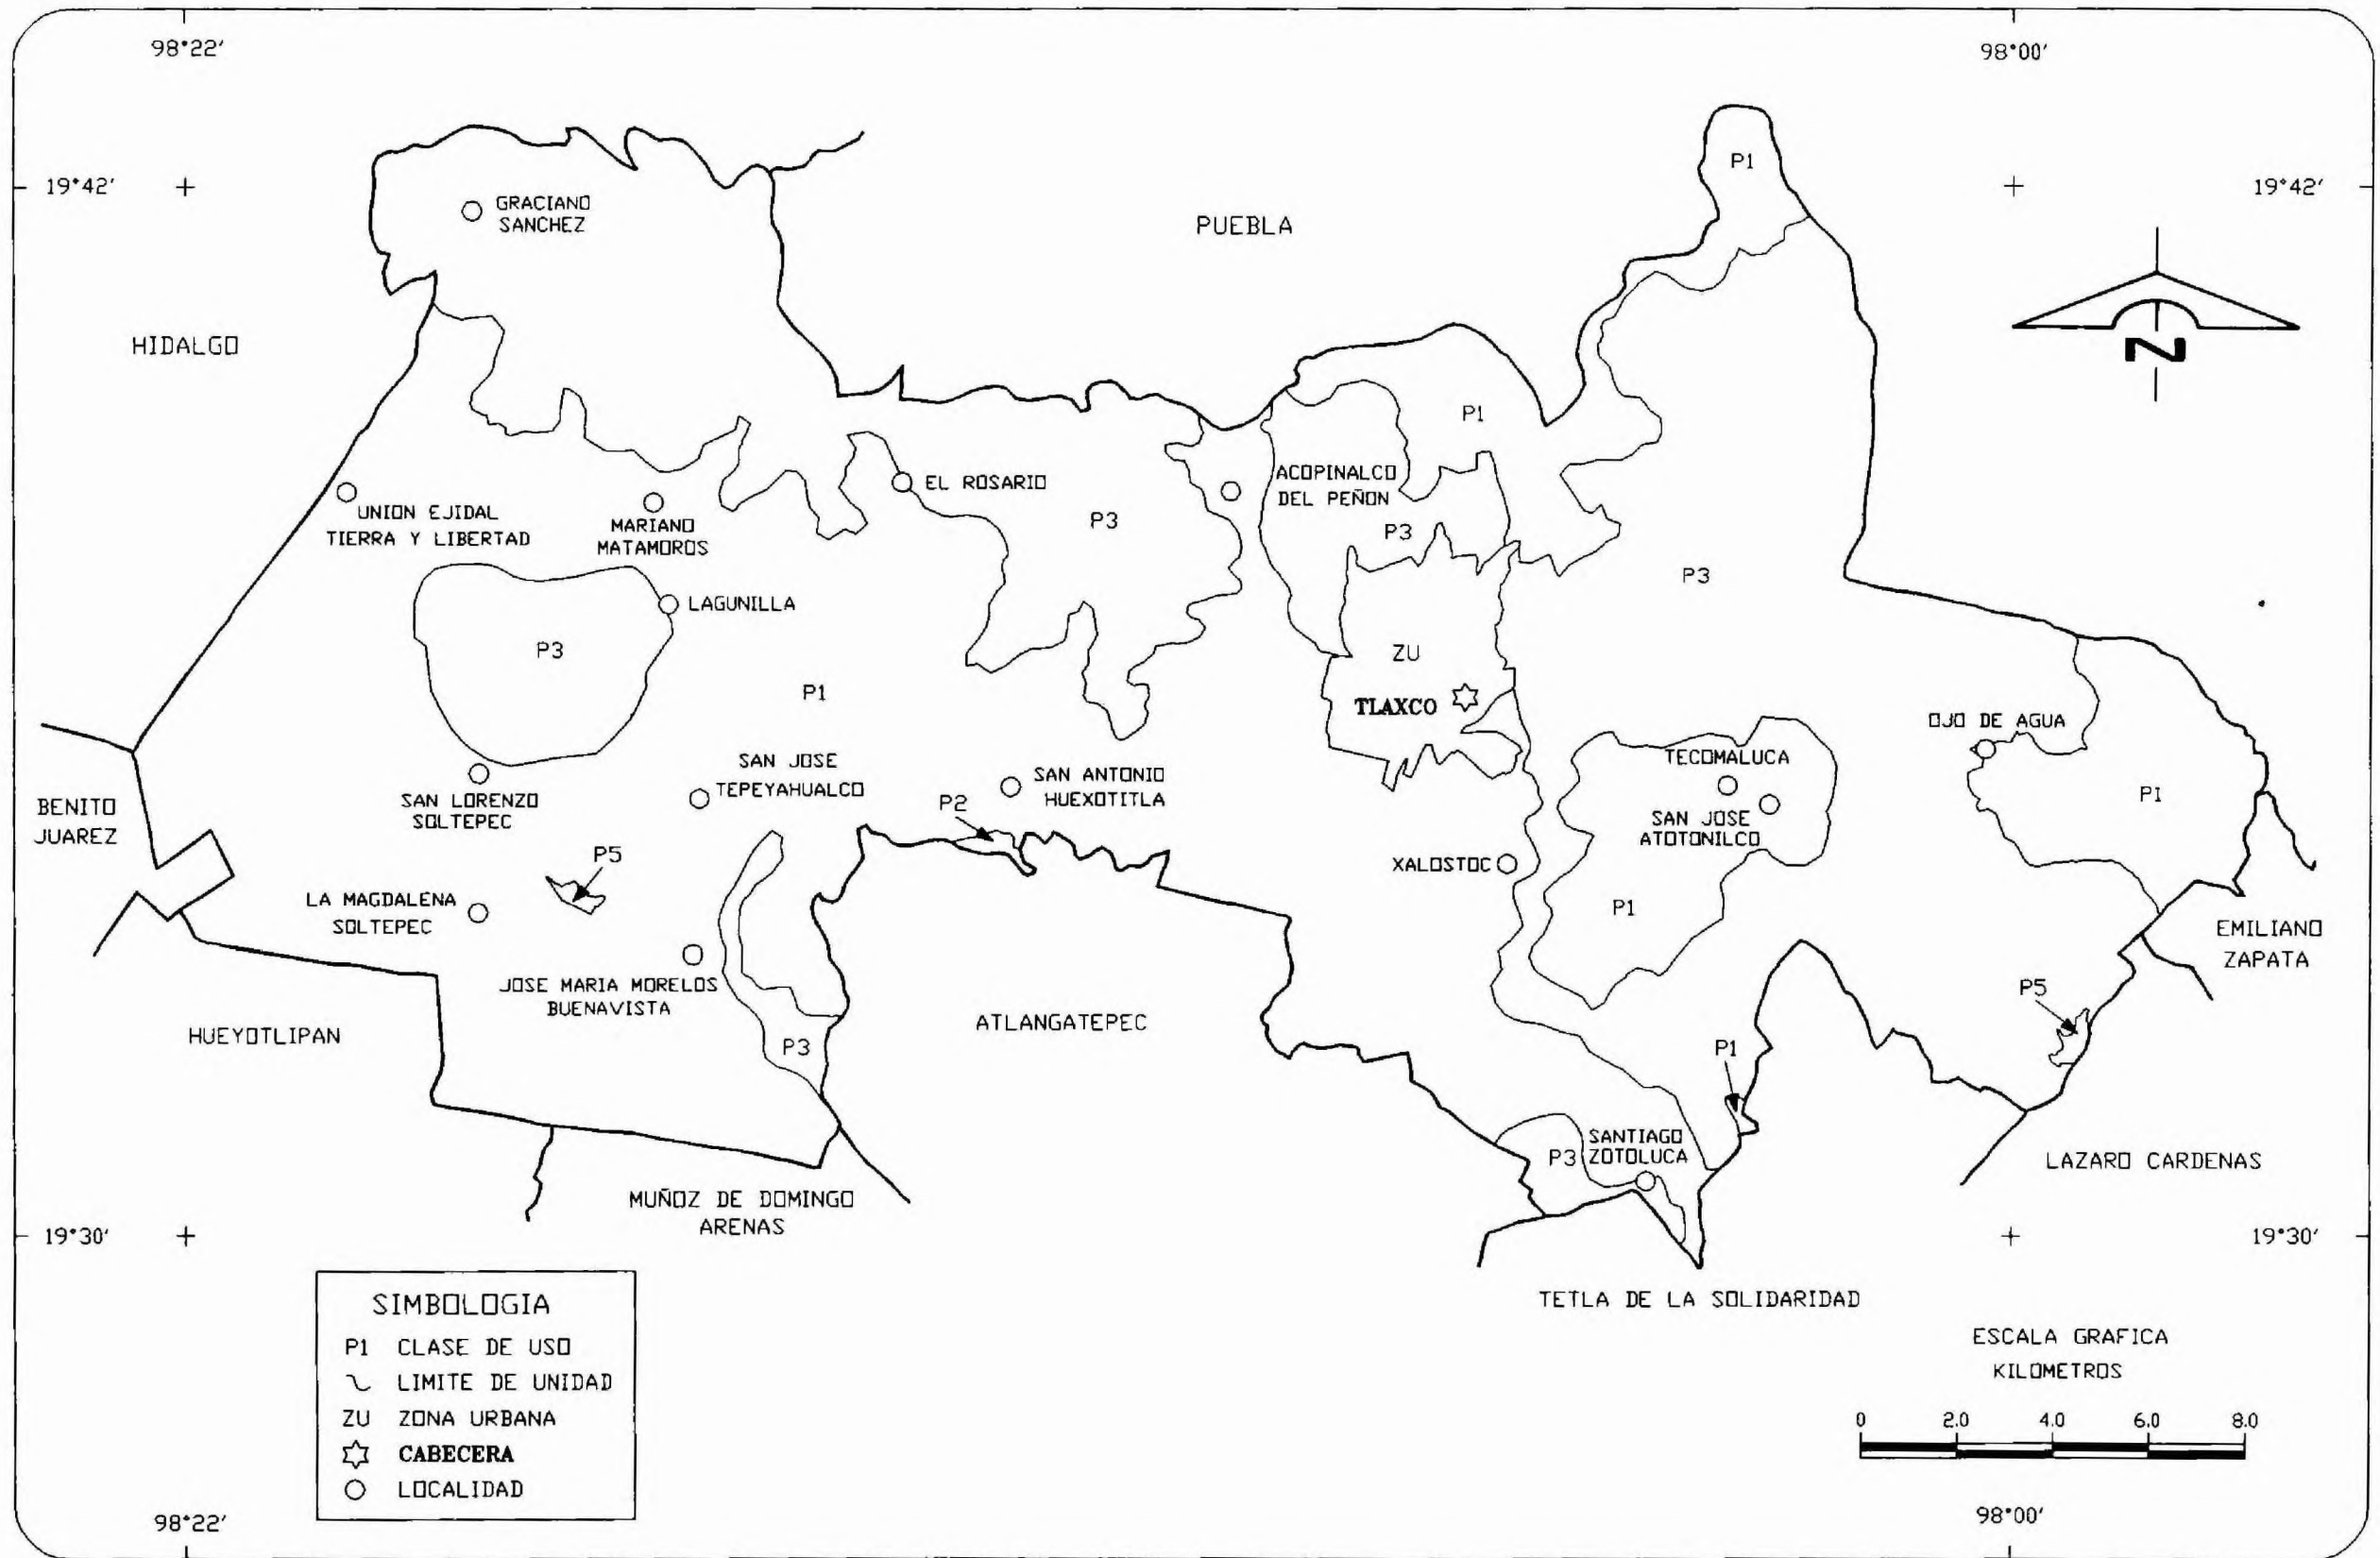 98°22'
98°00'
19°42'
19°42'
P1
GRACIANO
SANCHEZ
PUEBLA
HIDALGO
N
P1
ACOPINALCO
DEL PEÑON
EL ROSARIO
UNION EJIDAL
TIERRA Y LIBERTAD
MARIANO
MATAMOROS
P3
P3
P3
LAGUNILLA
P3
ZU
P1
TLAXCO
OJO DE AGUA
TECOMALUCA
SAN JOSE
TEPEYAHUALCO
SAN ANTONIO
HUEXOTITLA
P2
P1
SAN LORENZO
SOLTEPEC
BENITO
JUAREZ
SAN JOSE
ATOTONILCO
P5
XALOSTOC
LA MAGDALENA
SOLTEPEC
P1
EMILIANO
ZAPATA
JOSE MARIA MORELOS
BUENAVISTA
P5
HUEYOTLIPAN
ATLANGATEPEC
P3
P1
SANTIAGO
ZOTOLUCA
P3
LAZARO CARDENAS
MUÑOZ DE DOMINGO
ARENAS
19°30'
19°30'
TETLA DE LA SOLIDARIDAD
SIMBOLOGIA
P1 CLASE DE USO
LIMITE DE UNIDAD
ZU ZONA URBANA
CABECERA
LOCALIDAD
ESCALA GRAFICA
KILOMETROS
0 2.0 4.0 6.0 8.0
98°22'
98°00'